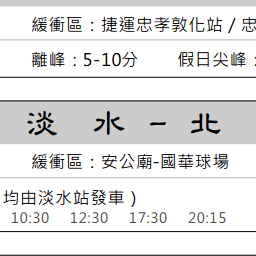 緩衝區：捷運忠孝敦化站 / 忠
離峰：5-10分 假日尖峰：
淡 水 － 北
緩衝區：安公廟-國華球場
均由淡水站發車 )
10:30 12:30 17:30 20:15